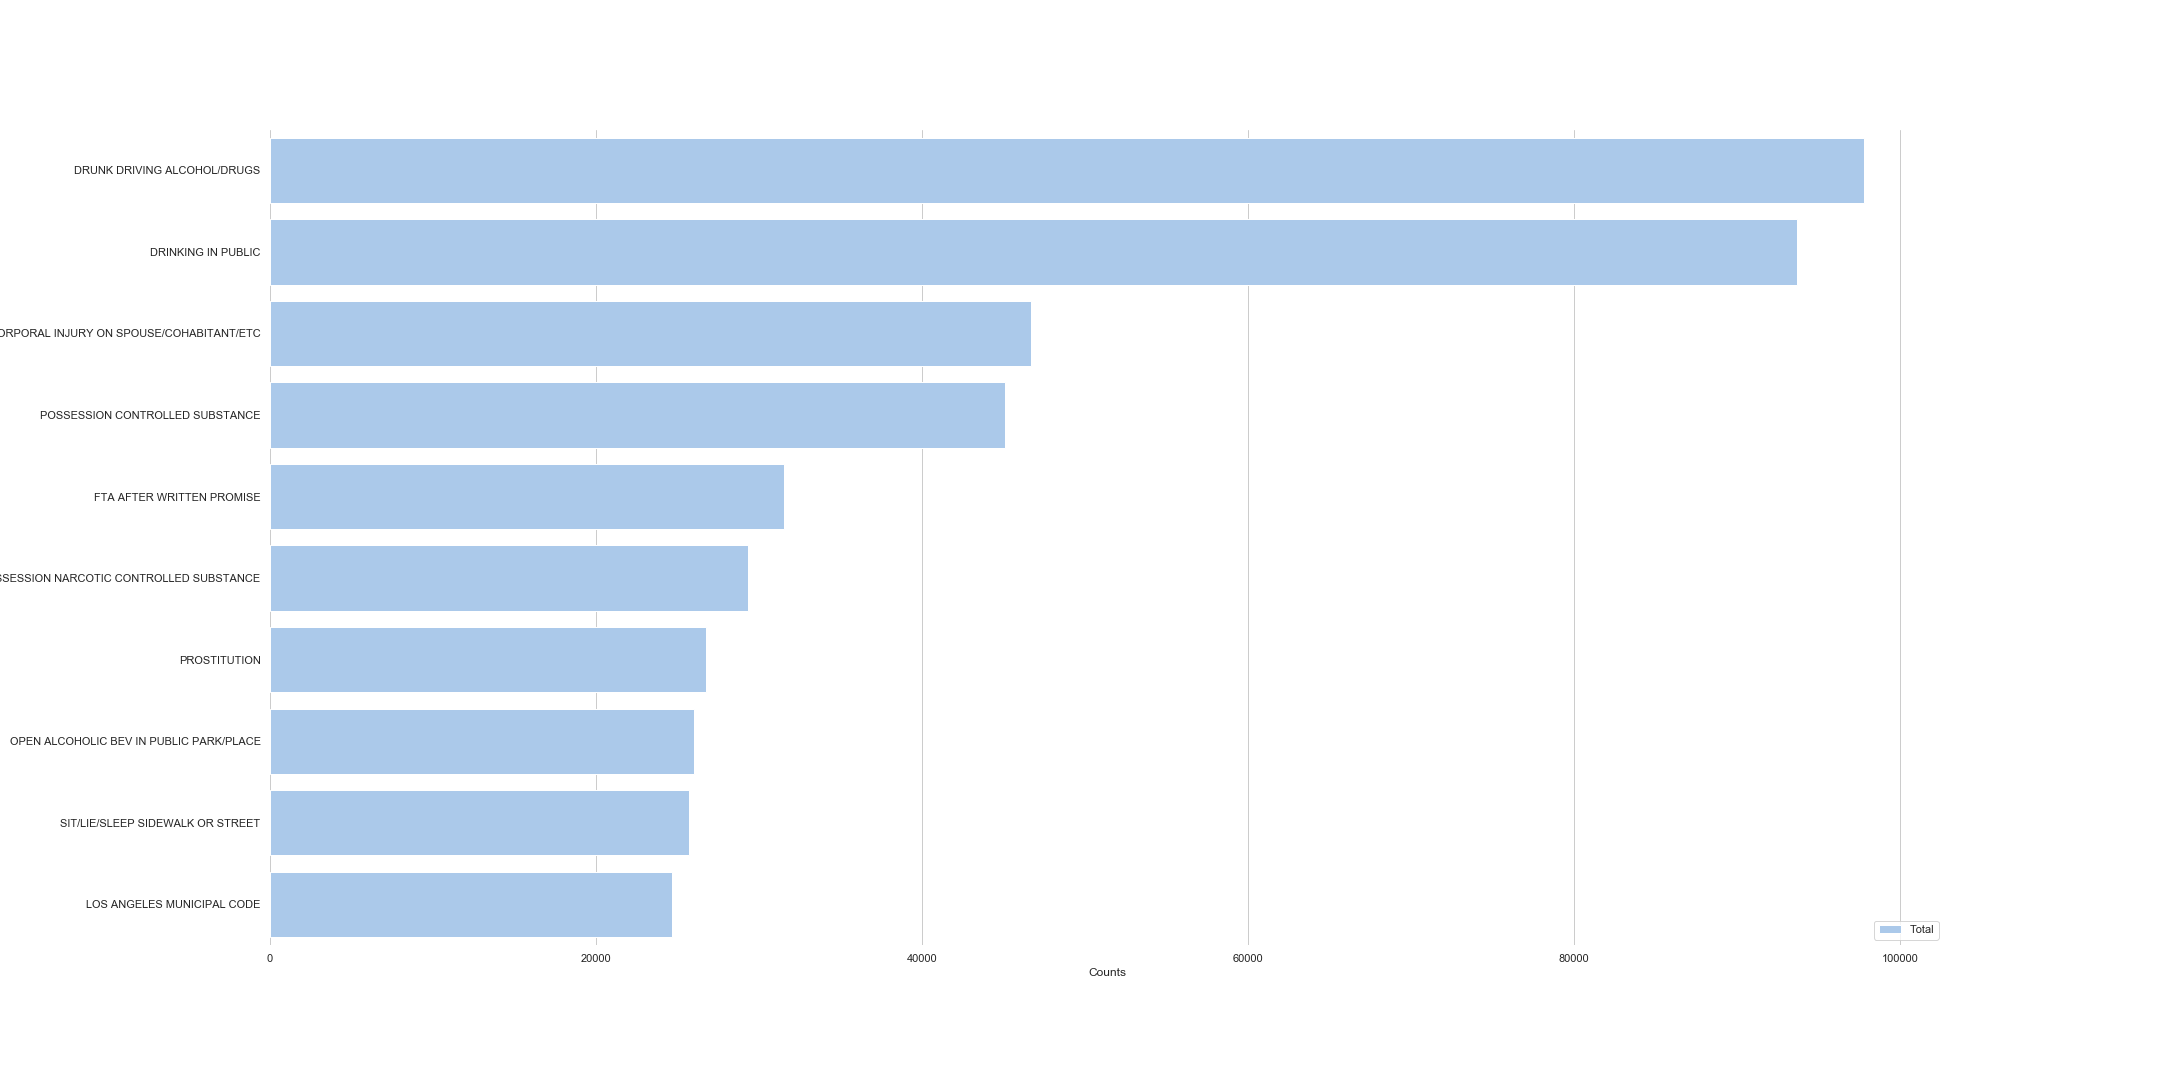 DRUNK DRIVING ALCOHOL/DRUGS
DRINKING IN PUBLIC
ORPORAL INJURY ON SPOUSE/COHABITANT/ETC
POSSESSION CONTROLLED SUBSTANCE
FTA AFTER WRITTEN PROMISE
SSESSION NARCOTIC CONTROLLED SUBSTANCE
PROSTITUTION
OPEN ALCOHOLIC BEV IN PUBLIC PARK/PLACE
SIT/LIE/SLEEP SIDEWALK OR STREET
LOS ANGELES MUNICIPAL CODE
Total
0 20000 40000 60000 80000 100000
Counts